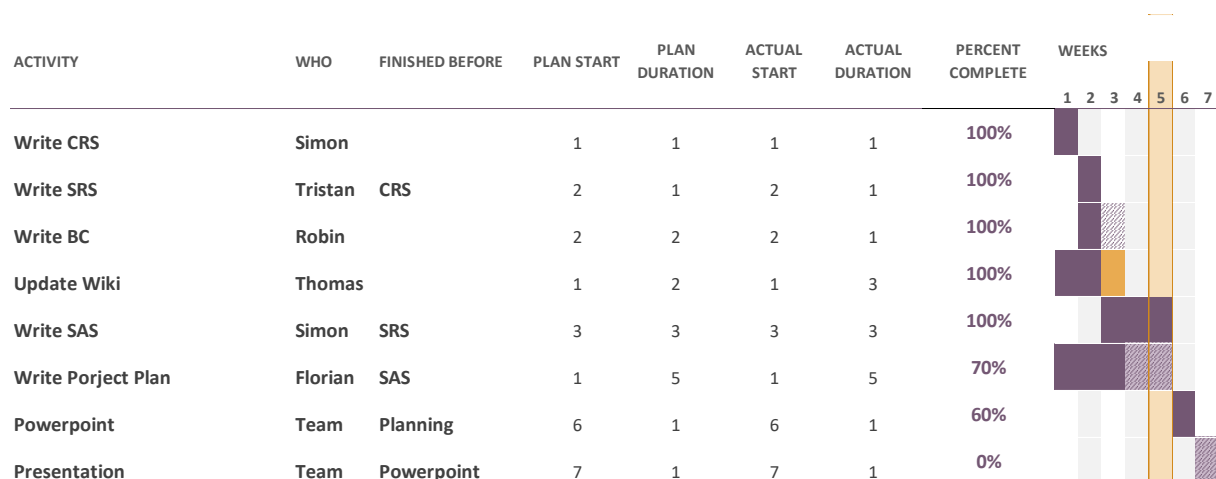 ACTIVITY WHO FINISHED BEFORE PLAN START PLAN DURATION ACTUAL START ACTUAL DURATION PERCENT COMPLETE WEEKS
1 2 3 4 5 6 7
Write CRS Simon 1 1 1 1 100%
Write SRS Tristan CRS 2 1 2 1 100%
Write BC Robin 2 2 2 1 100%
Update Wiki Thomas 1 2 1 3 100%
Write SAS Simon SRS 3 3 3 3 100%
Write Porject Plan Florian SAS 1 5 1 5 70%
Powerpoint Team Planning 6 1 6 1 60%
Presentation Team Powerpoint 7 1 7 1 0%